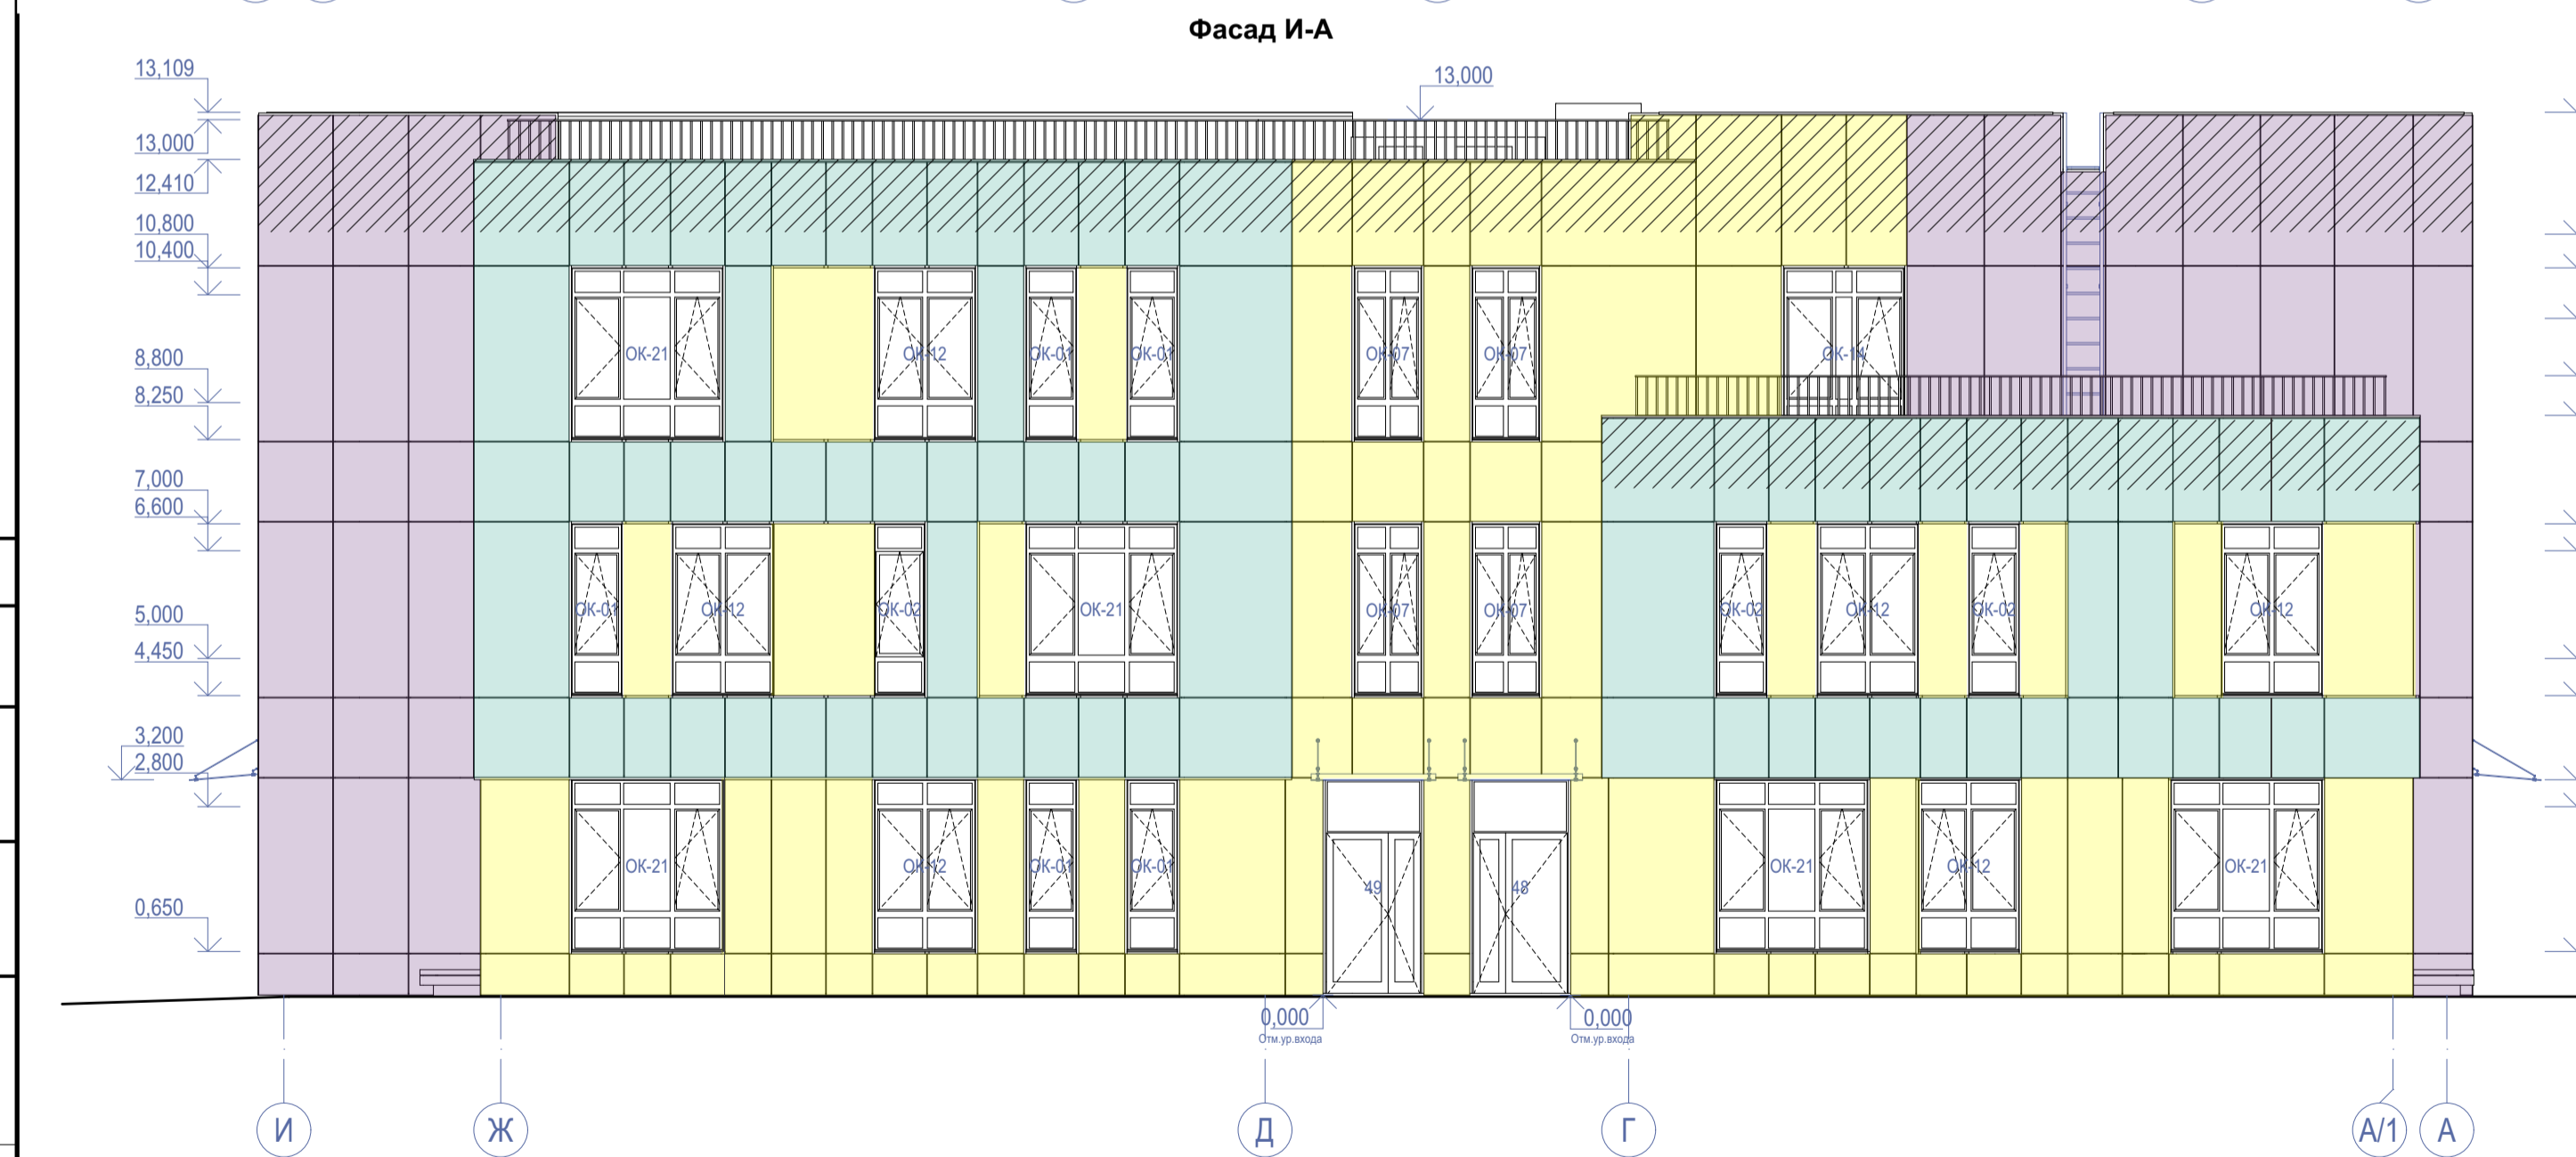 Фасад И-А
13,109
13,000
13,000
12,410
10,800
10,400
8,800
8,250
7,000
6,600
5,000
4,450
3,200
2,800
0,650
ОК-21
ОК-12
ОК-01
ОК-01
ОК-07
ОК-07
ОК-14
ОК-01
ОК-12
ОК-02
ОК-21
ОК-07
ОК-07
ОК-02
ОК-12
ОК-02
ОК-12
ОК-21
ОК-12
ОК-01
ОК-01
49
48
ОК-21
ОК-12
ОК-21
0,000
Отм.ур.входа
0,000
Отм.ур.входа
И
Ж
Д
Г
А/1
А